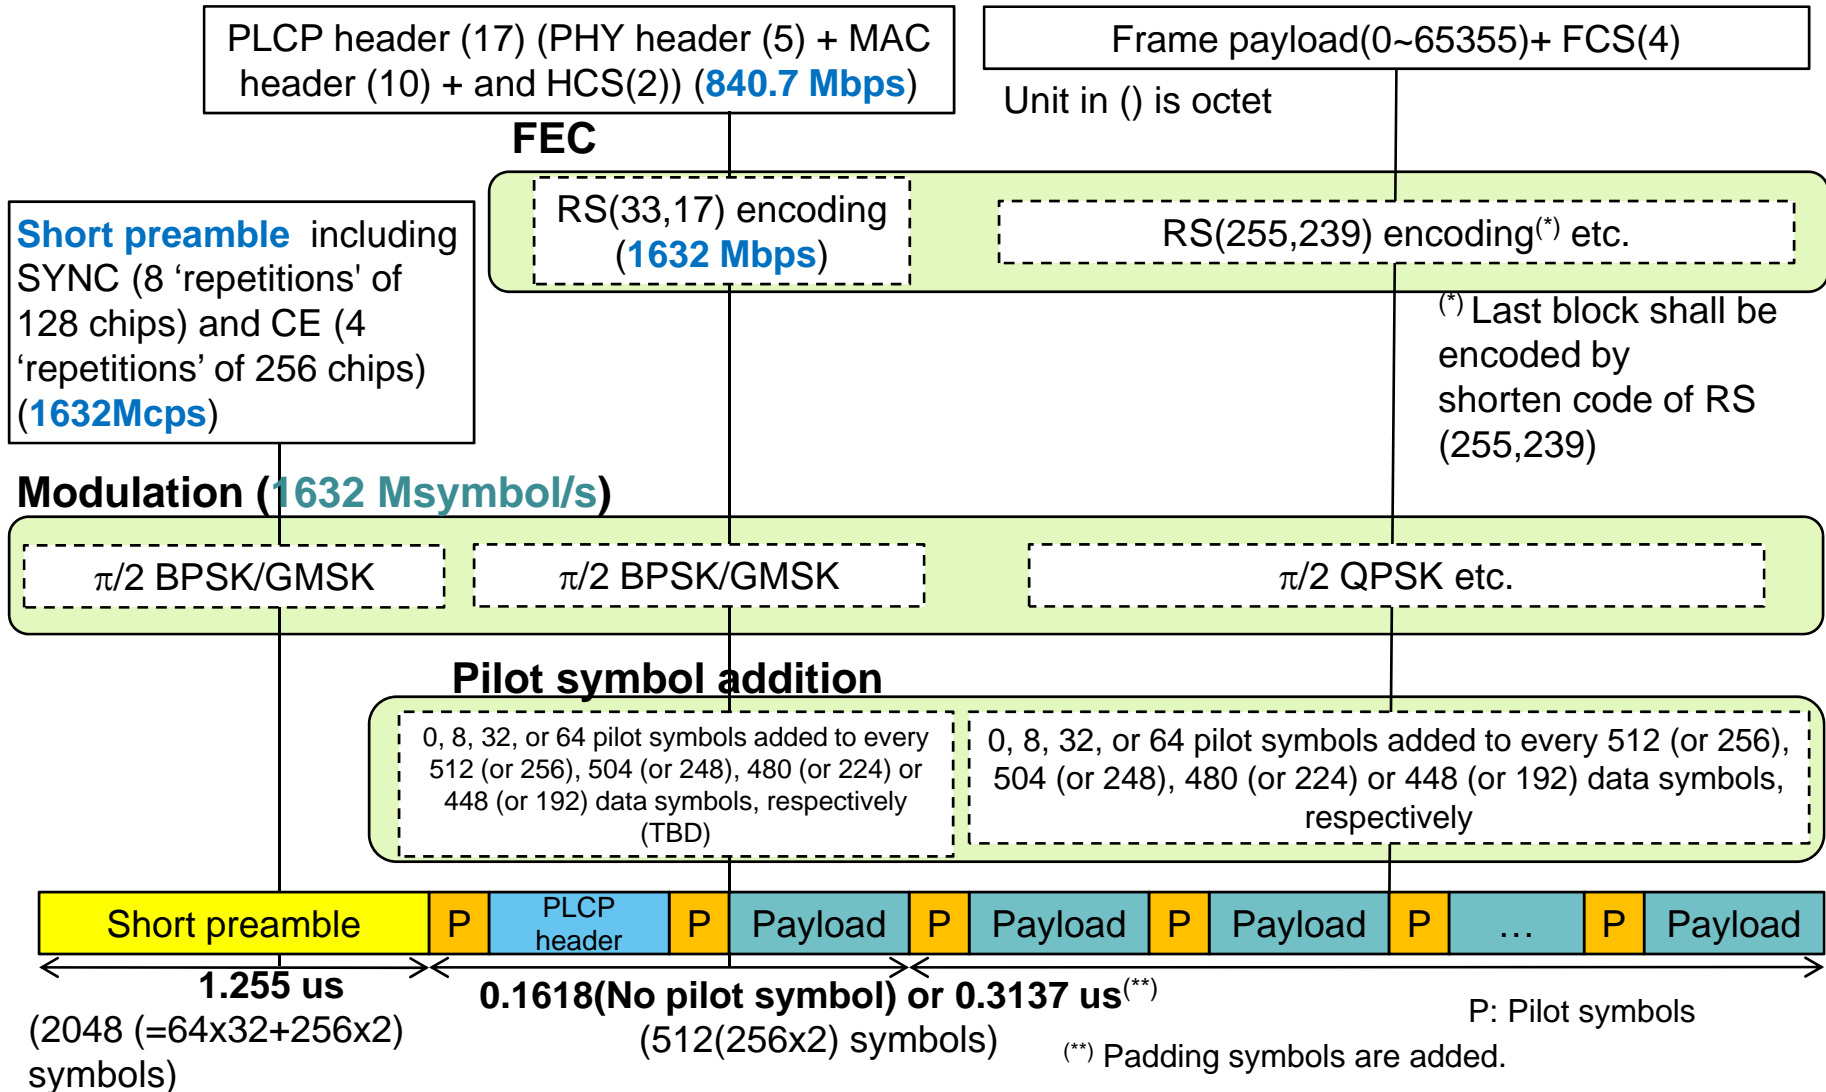 PLCP header (17) (PHY header (5) + MAC
header (10) + and HCS(2)) (840.7 Mbps)
Frame payload(0~65355)+ FCS(4)
Unit in () is octet
FEC
RS(33,17) encoding
(1632 Mbps)
RS(255,239) encoding(*) etc.
Short preamble including
SYNC (8 ‘repetitions' of
128 chips) and CE (4
‘repetitions’ of 256 chips)
(1632Mcps)
(*) Last block shall be
encoded by
shorten code of RS
(255,239)
Modulation (1632 Msymbol/s)
π/2 BPSK/GMSK
π/2 BPSK/GMSK
π/2 QPSK etc.
Pilot symbol addition
0, 8, 32, or 64 pilot symbols added to every
512 (or 256), 504 (or 248), 480 (or 224) or
448 (or 192) data symbols, respectively
(TBD)
0, 8, 32, or 64 pilot symbols added to every 512 (or 256),
504 (or 248), 480 (or 224) or 448 (or 192) data symbols,
respectively
Short preamble
P
PLCP
header
P
Payload
P
Payload
P
Payload
P
...
P
Payload
1.255 us
(2048 (=64x32+256x2)
symbols)
0.1618(No pilot symbol) or 0.3137 us(**)
(512(256x2) symbols)
P: Pilot symbols
(**) Padding symbols are added.